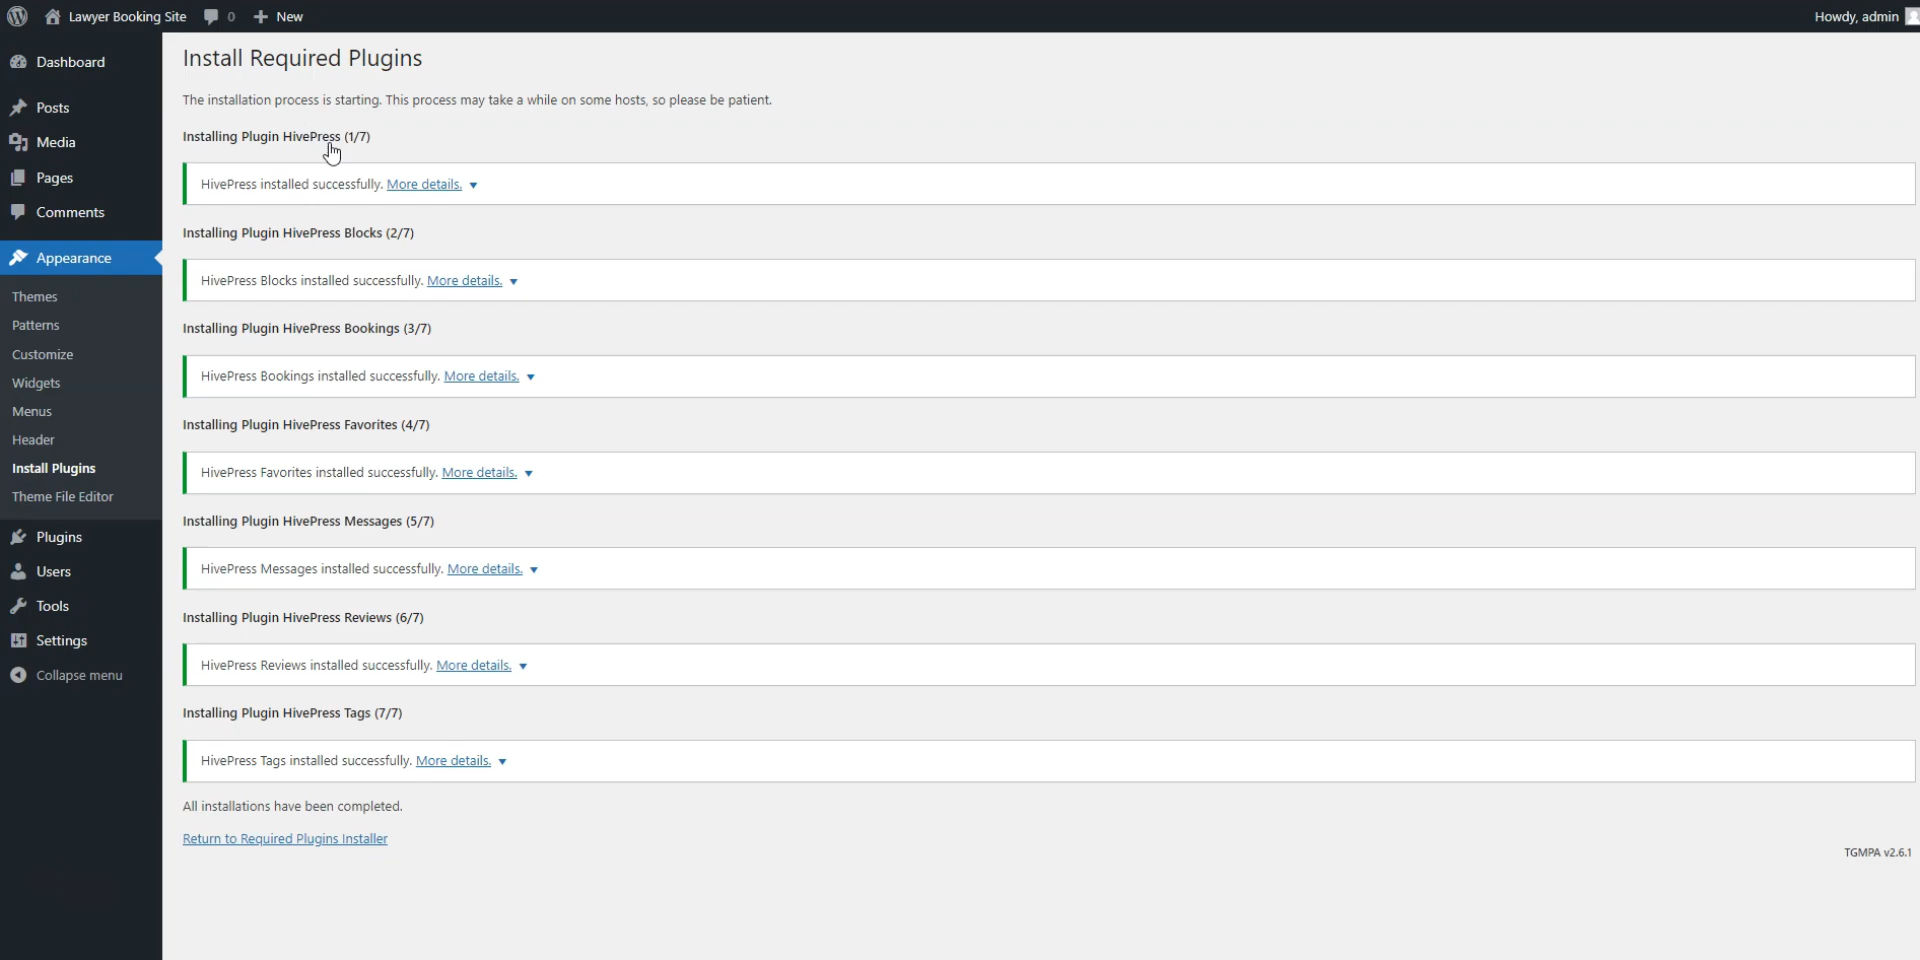 Lawyer Booking Site 0 New Howdy, admin
Dashboard
Posts
Media
Pages
Comments
Appearance
Themes
Patterns
Customize
Widgets
Menus
Header
Install Plugins
Theme File Editor
Plugins
Users
Tools
Settings
Collapse menu
Install Required Plugins
The installation process is starting. This process may take a while on some hosts, so please be patient.
Installing Plugin HivePress (1/7)
HivePress installed successfully. More details.
Installing Plugin HivePress Blocks (2/7)
HivePress Blocks installed successfully. More details.
Installing Plugin HivePress Bookings (3/7)
HivePress Bookings installed successfully. More details.
Installing Plugin HivePress Favorites (4/7)
HivePress Favorites installed successfully. More details.
Installing Plugin HivePress Messages (5/7)
HivePress Messages installed successfully. More details.
Installing Plugin HivePress Reviews (6/7)
HivePress Reviews installed successfully. More details.
Installing Plugin HivePress Tags (7/7)
HivePress Tags installed successfully. More details.
All installations have been completed.
Return to Required Plugins Installer
TGMPA v2.6.1